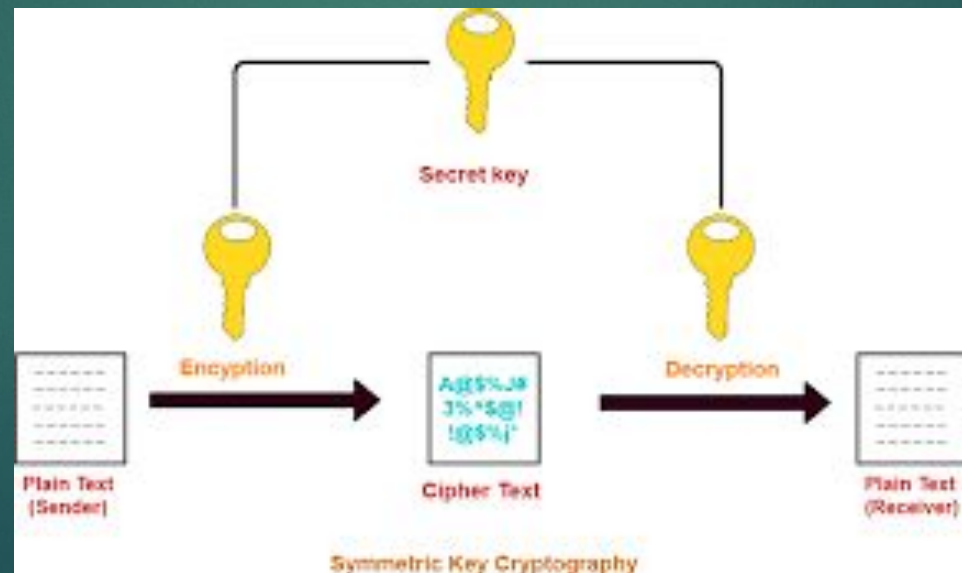 Secret key
Encyption
Decryption
A@$%J#
3%^$@!
!@$%j^
Plain Text
(Sender)
Cipher Text
Plain Text
(Receiver)
Symmetric Key Cryptography